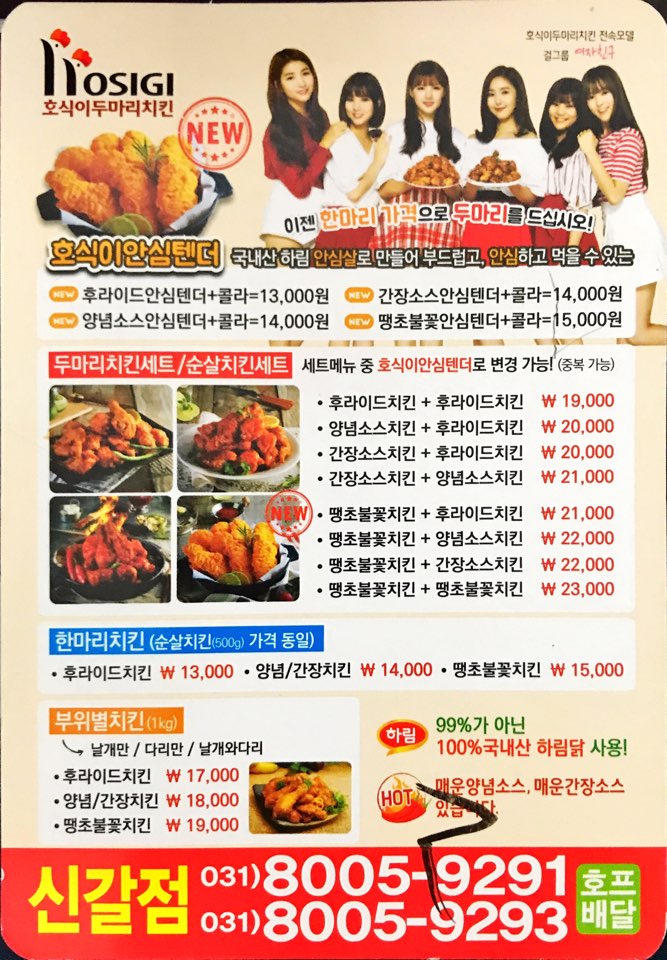 호식이두마리치킨 전속모델
걸그룹 여자친구
HOSIGI
호식이두마리치킨
NEW
이젠 한마리 가격으로 두마리를 드십시오!
호식이안심텐더 국내산 하림 안심살로 만들어 부드럽고, 안심하고 먹을 수 있는
NEW 후라이드안심텐더+콜라=13,000원 NEW 간장소스안심텐더+콜라=14,000원
NEW 양념소스안심텐더+콜라=14,000원 NEW 땡초불꽃안심텐더+콜라=15,000원
두마리치킨세트/순살치킨세트 세트메뉴 중 호식이안심텐더로 변경 가능! (중복 가능)
• 후라이드치킨 + 후라이드치킨 ₩ 19,000
• 양념소스치킨 + 후라이드치킨 ₩ 20,000
• 간장소스치킨 + 후라이드치킨 ₩ 20,000
• 간장소스치킨 + 양념소스치킨 ₩ 21,000
NEW
• 땡초불꽃치킨 + 후라이드치킨 ₩ 21,000
• 땡초불꽃치킨 + 양념소스치킨 ₩ 22,000
• 땡초불꽃치킨 + 간장소스치킨 ₩ 22,000
• 땡초불꽃치킨 + 땡초불꽃치킨 ₩ 23,000
한마리치킨 (순살치킨(500g) 가격 동일)
• 후라이드치킨 ₩ 13,000 • 양념/간장치킨 ₩ 14,000 • 땡초불꽃치킨 ₩ 15,000
부위별치킨(1kg)
날개만 / 다리만 / 날개와다리
• 후라이드치킨 ₩ 17,000
• 양념/간장치킨 ₩ 18,000
• 땡초불꽃치킨 ₩ 19,000
하림 99%가 아닌
100%국내산 하림닭 사용!
HOT 매운양념소스, 매운간장소스
있습니다.
신갈점 031)8005-9291
031)8005-9293
호프
배달